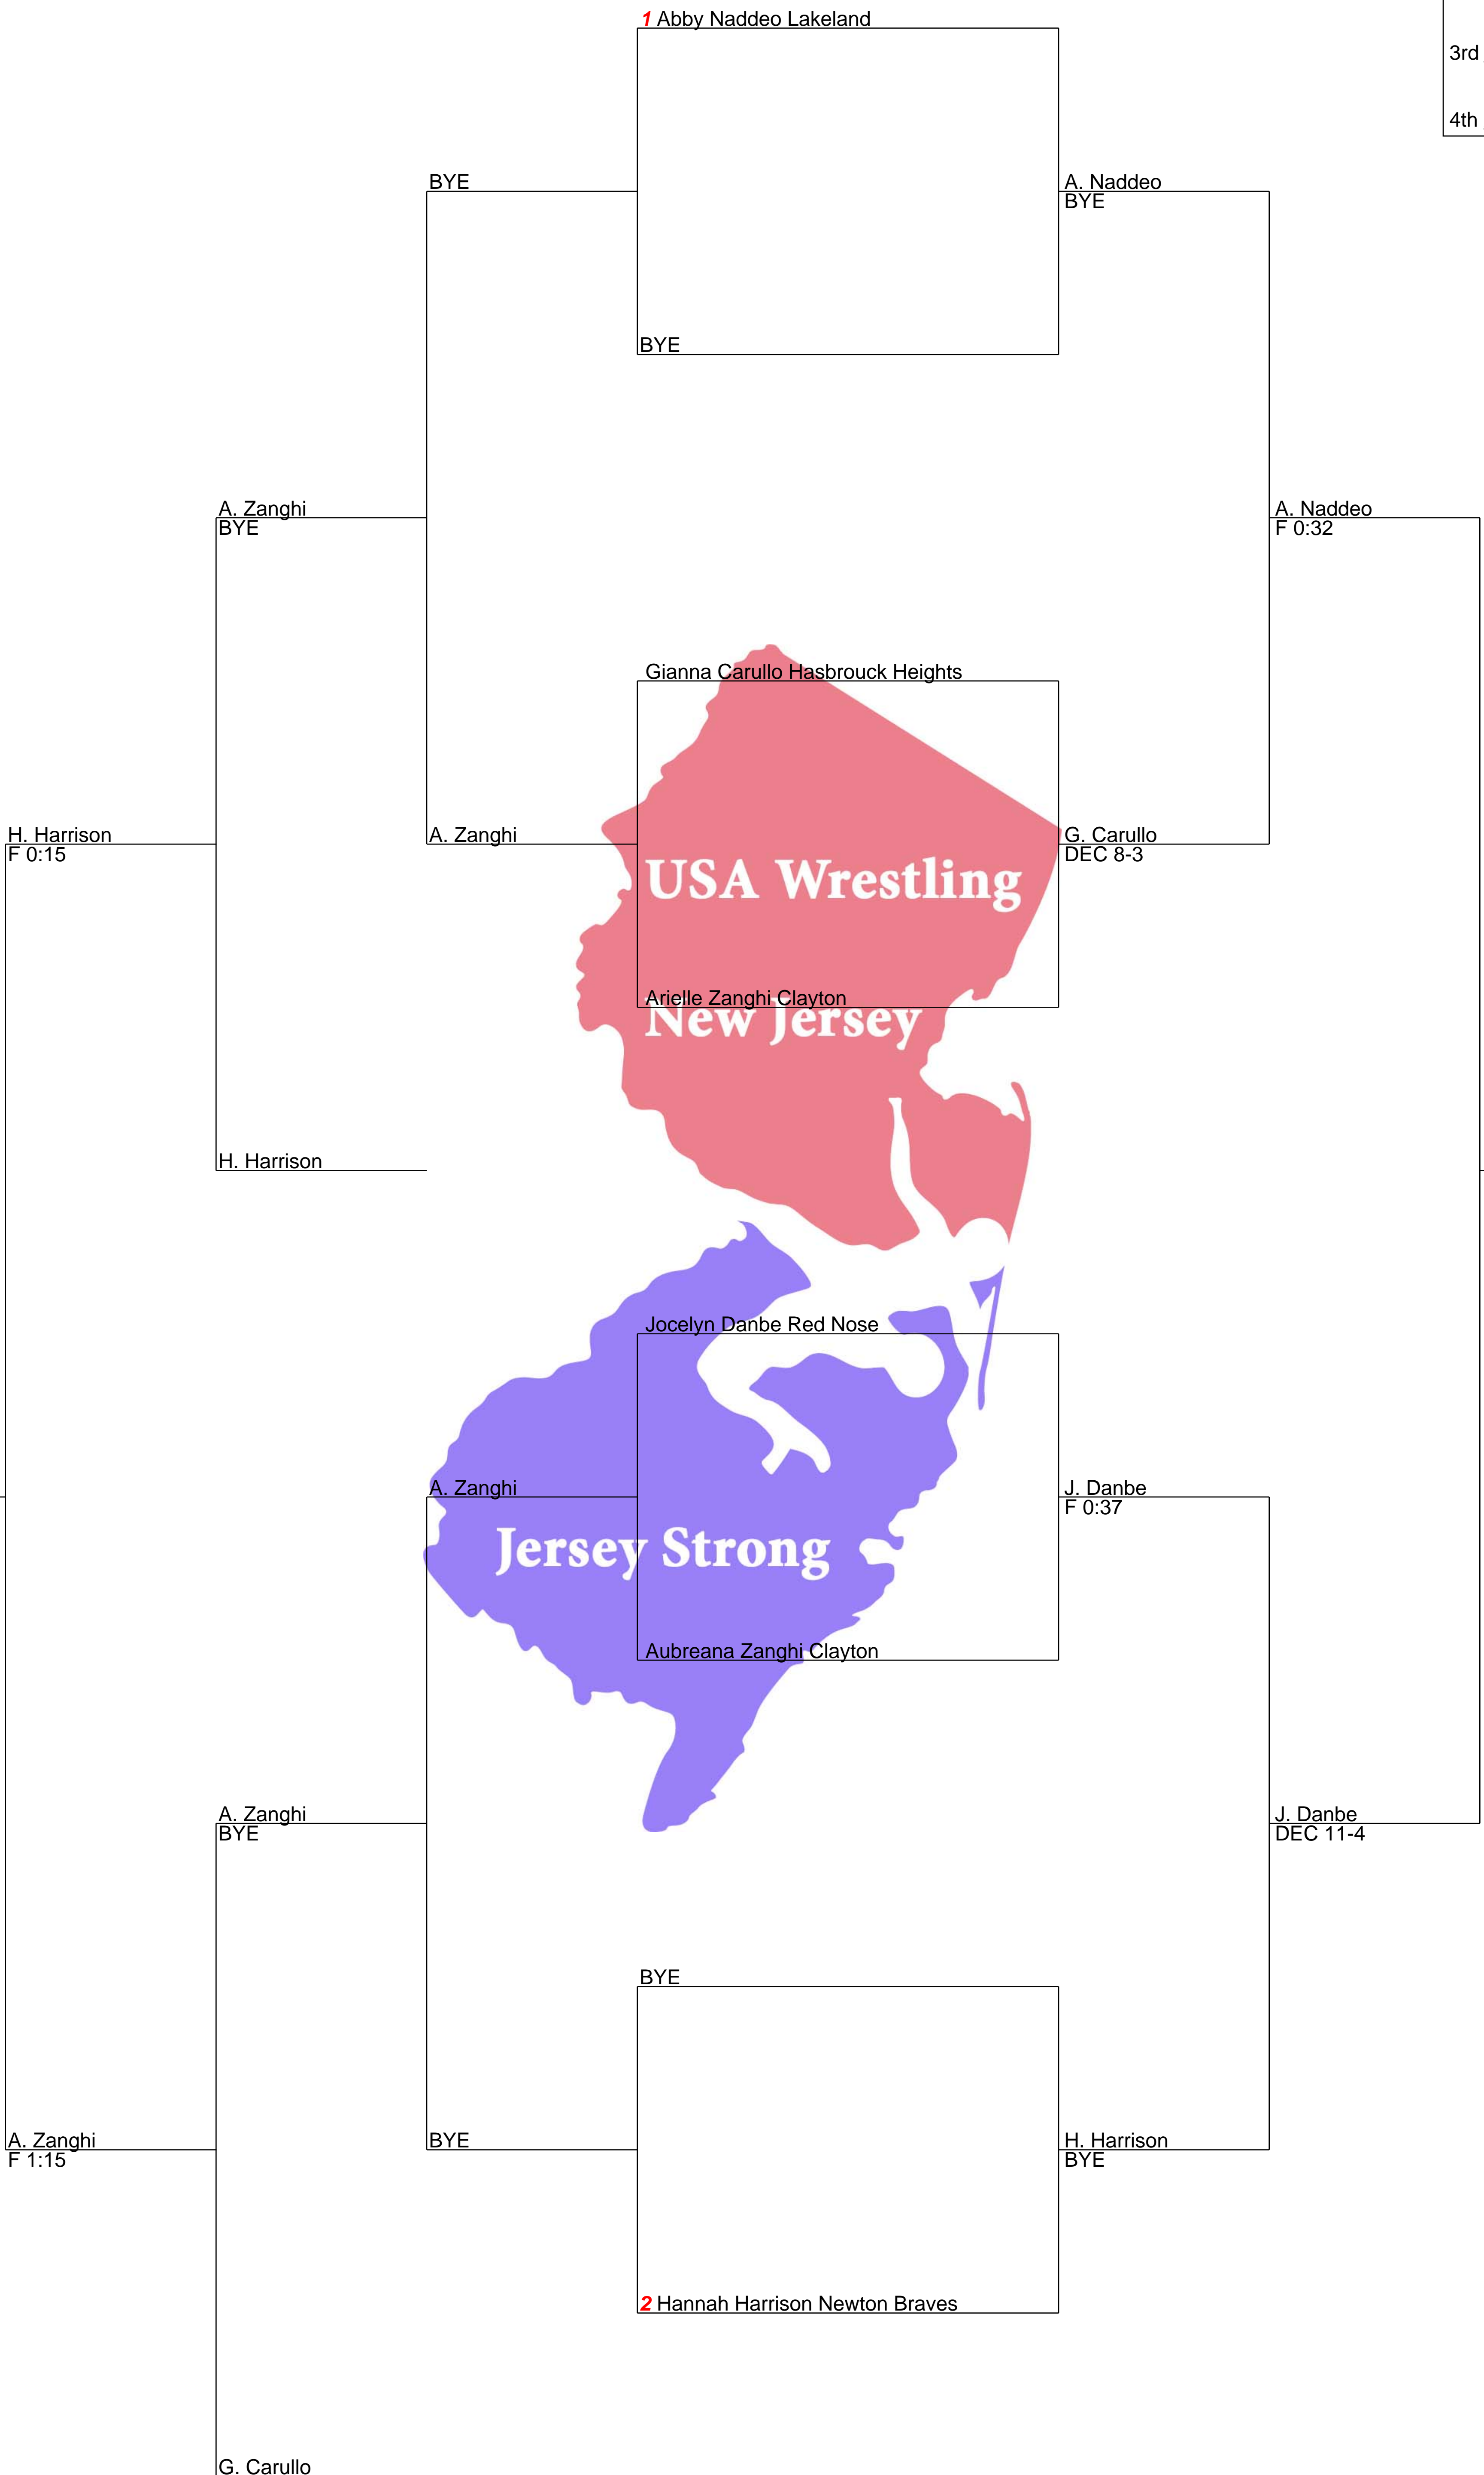 1 Abby Naddeo Lakeland
3rd
4th
BYE
A. Naddeo
BYE
BYE
A. Zanghi
BYE
A. Naddeo
F 0:32
Gianna Carullo Hasbrouck Heights
H. Harrison
F 0:15
A. Zanghi
G. Carullo
DEC 8-3
USA Wrestling
Arielle Zanghi Clayton
New Jersey
H. Harrison
Jocelyn Danbe Red Nose
A. Zanghi
J. Danbe
F 0:37
Jersey Strong
Aubreana Zanghi Clayton
A. Zanghi
BYE
J. Danbe
DEC 11-4
BYE
A. Zanghi
F 1:15
BYE
H. Harrison
BYE
2 Hannah Harrison Newton Braves
G. Carullo